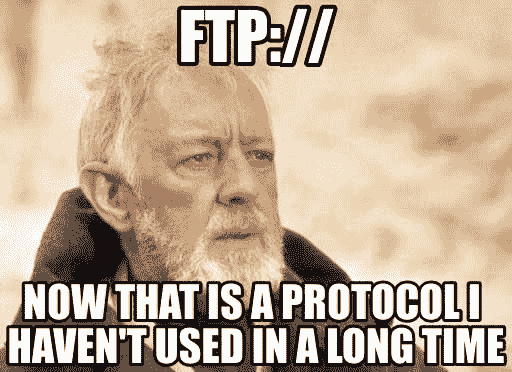 FTP://
NOW THAT IS A PROTOCOL I
HAVEN'T USED IN A LONG TIME